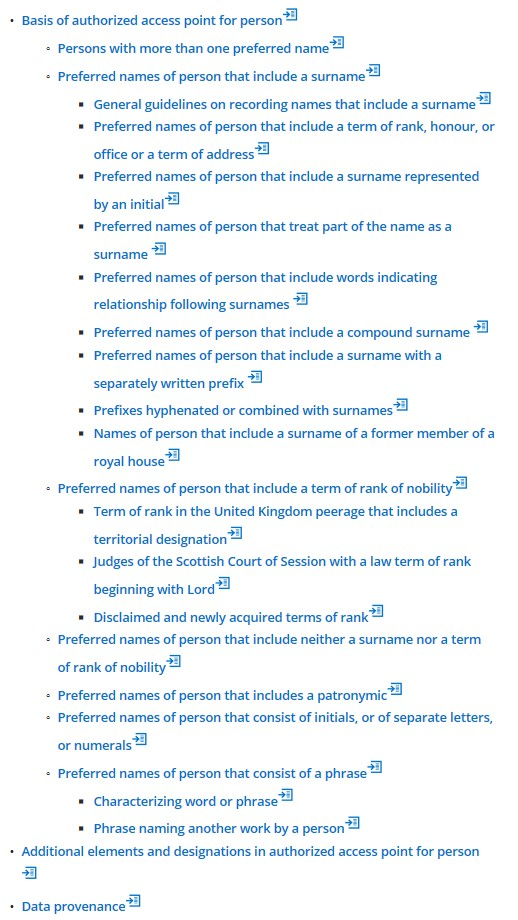 Basis of authorized access point for person
Persons with more than one preferred name
Preferred names of person that include a surname
General guidelines on recording names that include a surname
Preferred names of person that include a term of rank, honour, or
office or a term of address
Preferred names of person that include a surname represented
by an initial
Preferred names of person that treat part of the name as a
surname
Preferred names of person that include words indicating
relationship following surnames
Preferred names of person that include a compound surname
Preferred names of person that include a surname with a
separately written prefix
Prefixes hyphenated or combined with surnames
Names of person that include a surname of a former member of a
royal house
Preferred names of person that include a term of rank of nobility
Term of rank in the United Kingdom peerage that includes a
territorial designation
Judges of the Scottish Court of Session with a law term of rank
beginning with Lord
Disclaimed and newly acquired terms of rank
Preferred names of person that include neither a surname nor a term
of rank of nobility
Preferred names of person that includes a patronymic
Preferred names of person that consist of initials, or of separate letters,
or numerals
Preferred names of person that consist of a phrase
Characterizing word or phrase
Phrase naming another work by a person
Additional elements and designations in authorized access point for person
Data provenance